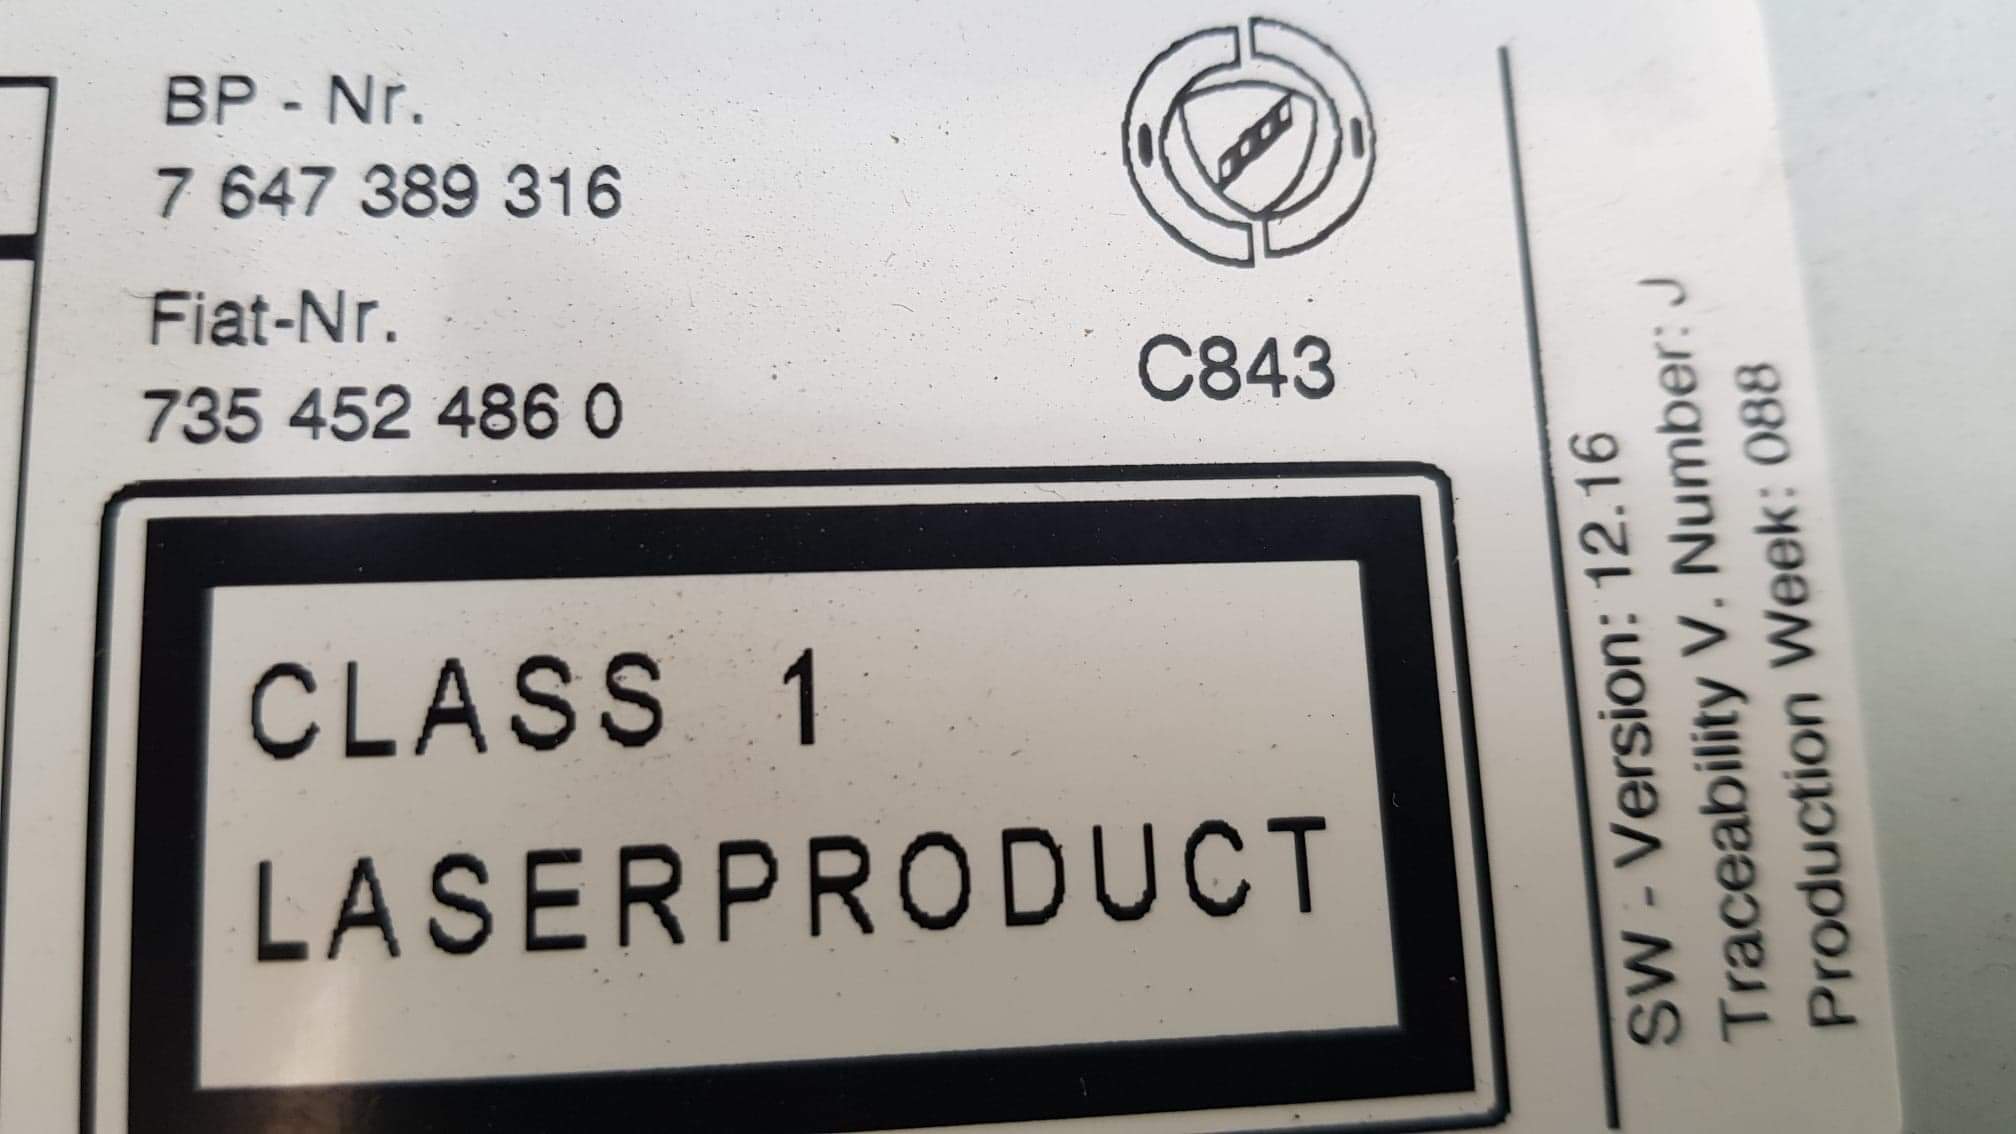 BP - Nr.
7 647 389 316
Fiat-Nr.
735 452 486 0
C843
CLASS 1
LASERPRODUCT
SW - Version: 12.16
Traceability V. Number: J
Production Week: 088